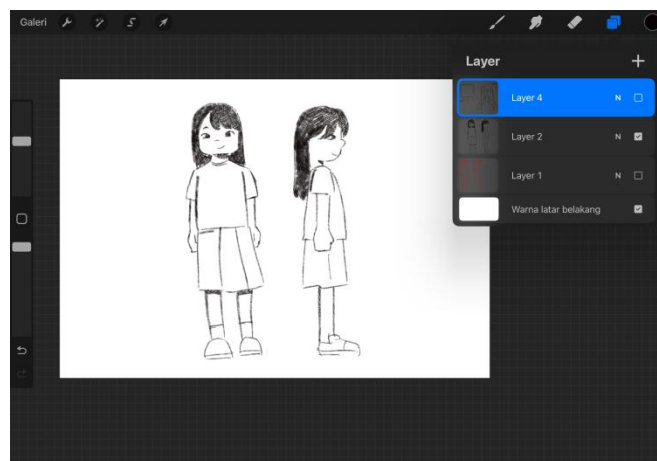 Galeri
Layer
Layer 4 N
Layer 2 N
Layer 1 N
Warna latar belakang